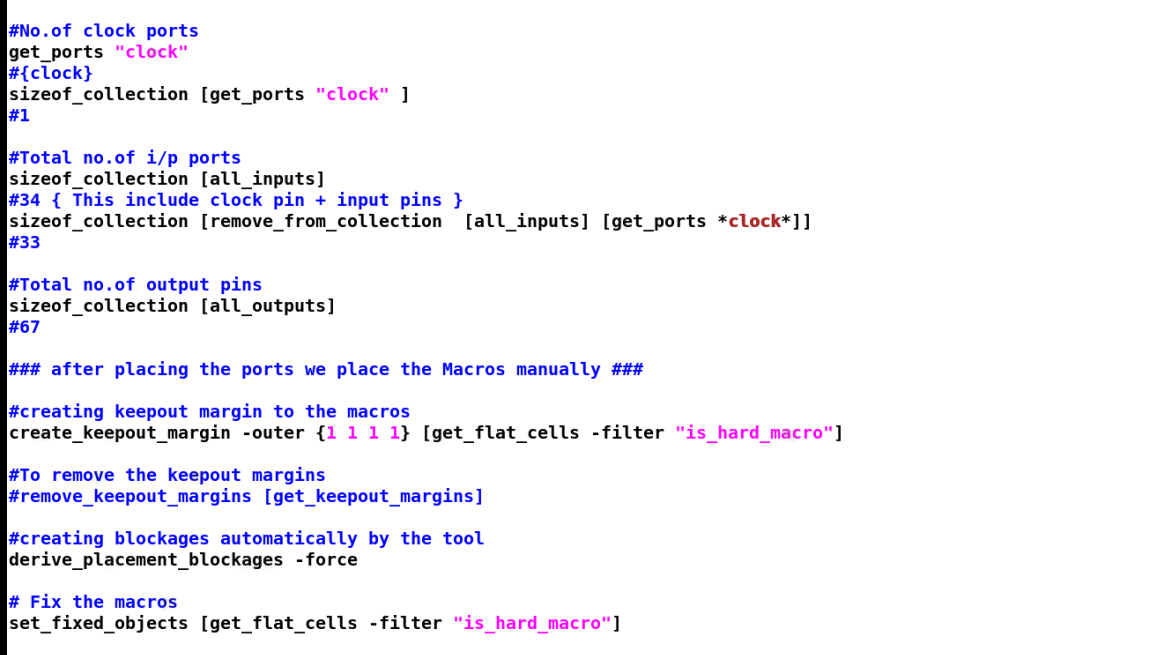 #No.of clock ports
get_ports "clock"
#{clock}
sizeof_collection [get_ports "clock" ]
#1
#Total no.of i/p ports
sizeof_collection [all_inputs]
#34 { This include clock pin + input pins }
sizeof_collection [remove_from_collection  [all_inputs] [get_ports *clock*]]
#33
#Total no.of output pins
sizeof_collection [all_outputs]
#67
### after placing the ports we place the Macros manually ###
#creating keepout margin to the macros
create_keepout_margin -outer {1 1 1 1} [get_flat_cells -filter "is_hard_macro"]
#To remove the keepout margins
#remove_keepout_margins [get_keepout_margins]
#creating blockages automatically by the tool
derive_placement_blockages -force
# Fix the macros
set_fixed_objects [get_flat_cells -filter "is_hard_macro"]